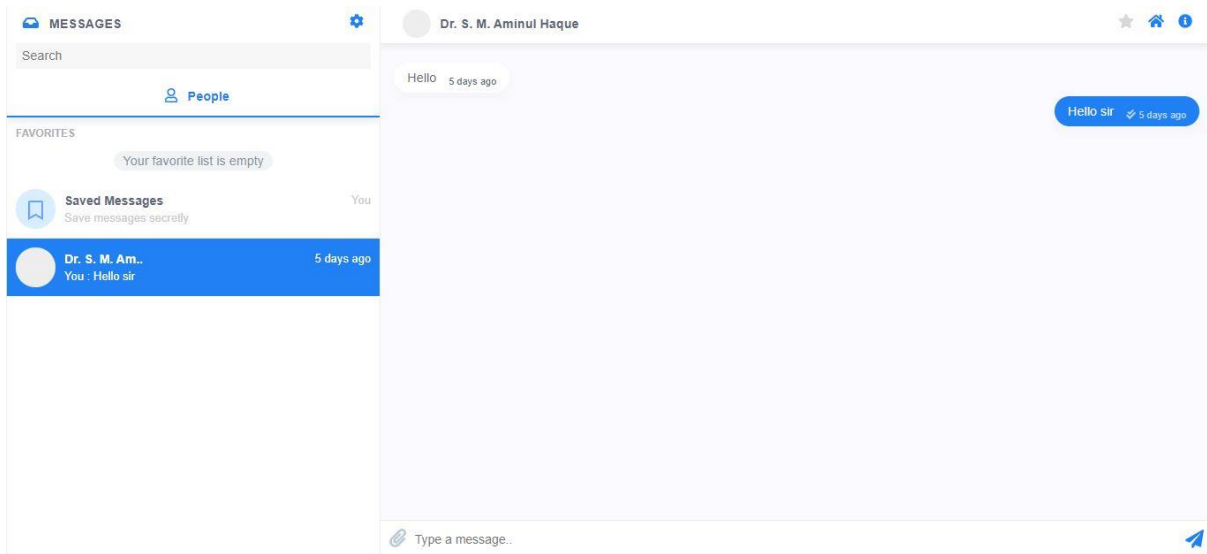 MESSAGES
Search
People
FAVORITES
Your favorite list is empty
Saved Messages You
Save messages secretly
Dr. S. M. Am.. 5 days ago
You : Hello sir
Dr. S. M. Aminul Haque
Hello 5 days ago
Hello sir 5 days ago
Type a message..